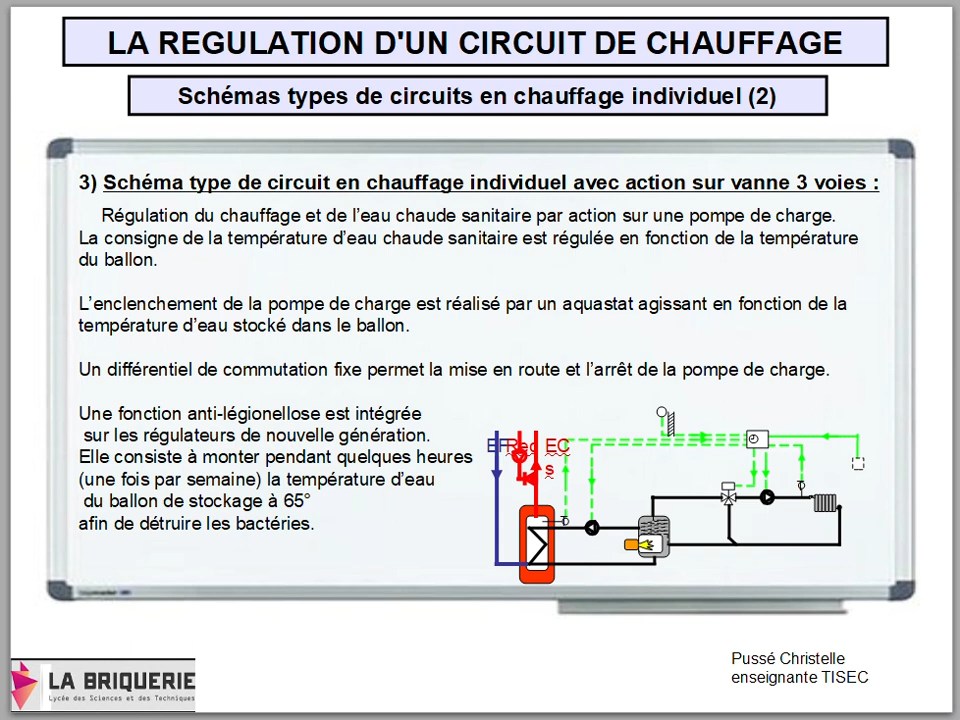 LA REGULATION D'UN CIRCUIT DE CHAUFFAGE
Schémas types de circuits en chauffage individuel (2)
3) Schéma type de circuit en chauffage individuel avec action sur vanne 3 voies :
Régulation du chauffage et de l’eau chaude sanitaire par action sur une pompe de charge.
La consigne de la température d’eau chaude sanitaire est régulée en fonction de la température
du ballon.
L’enclenchement de la pompe de charge est réalisé par un aquastat agissant en fonction de la
température d’eau stocké dans le ballon.
Un différentiel de commutation fixe permet la mise en route et l’arrêt de la pompe de charge.
Une fonction anti-légionellose est intégrée
sur les régulateurs de nouvelle génération.
Elle consiste à monter pendant quelques heures
(une fois par semaine) la température d’eau
du ballon de stockage à 65°
afin de détruire les bactéries.
EF Rec EC
s
LA BRIQUERIE
Lycée des Sciences et des Techniques
Pussé Christelle
enseignante TISEC